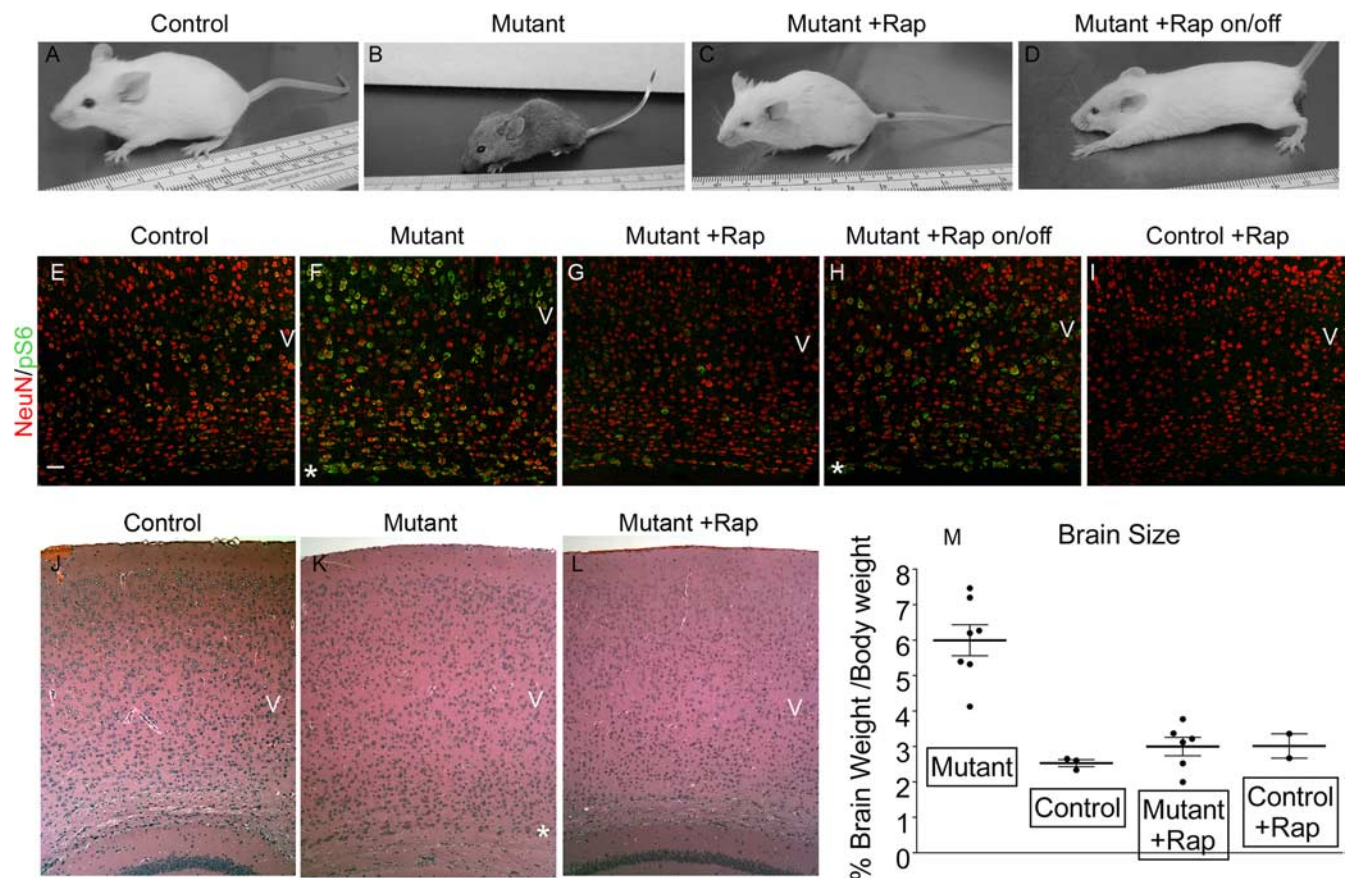 Control Mutant Mutant +Rap Mutant +Rap on/off
A B C D
Control Mutant Mutant +Rap Mutant +Rap on/off Control +Rap
E F G H I
V V V V V
NeuN/pS6
* *
Control Mutant Mutant +Rap
J K L
V V V
*
M Brain Size
% Brain Weight /Body weight
8
7
6
5
4
3
2
1
0
Mutant
Control
Mutant
+Rap
Control
+Rap